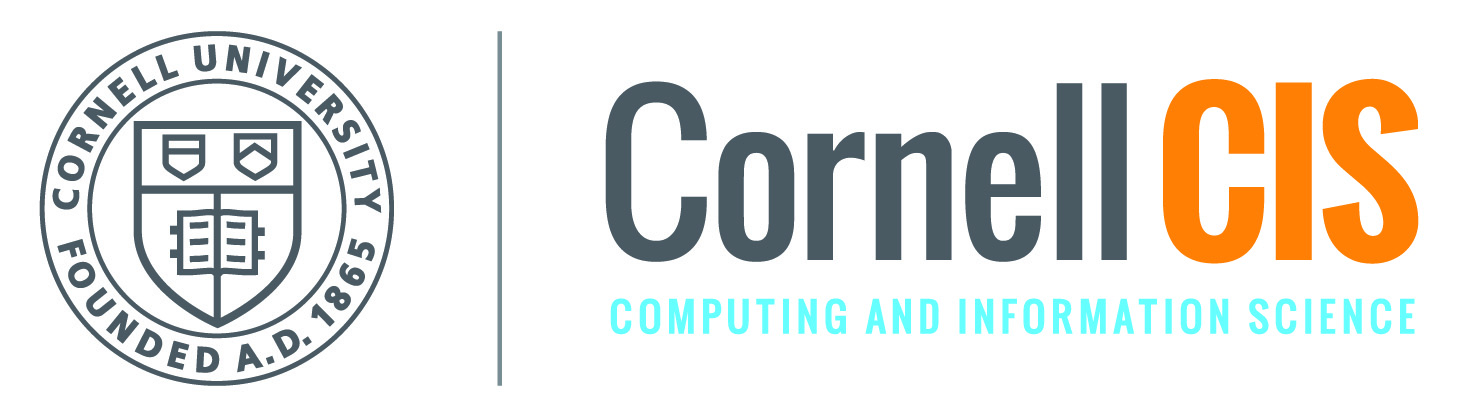 CORNELL UNIVERSITY
FOUNDED A.D. 1865
Cornell CIS
COMPUTING AND INFORMATION SCIENCE